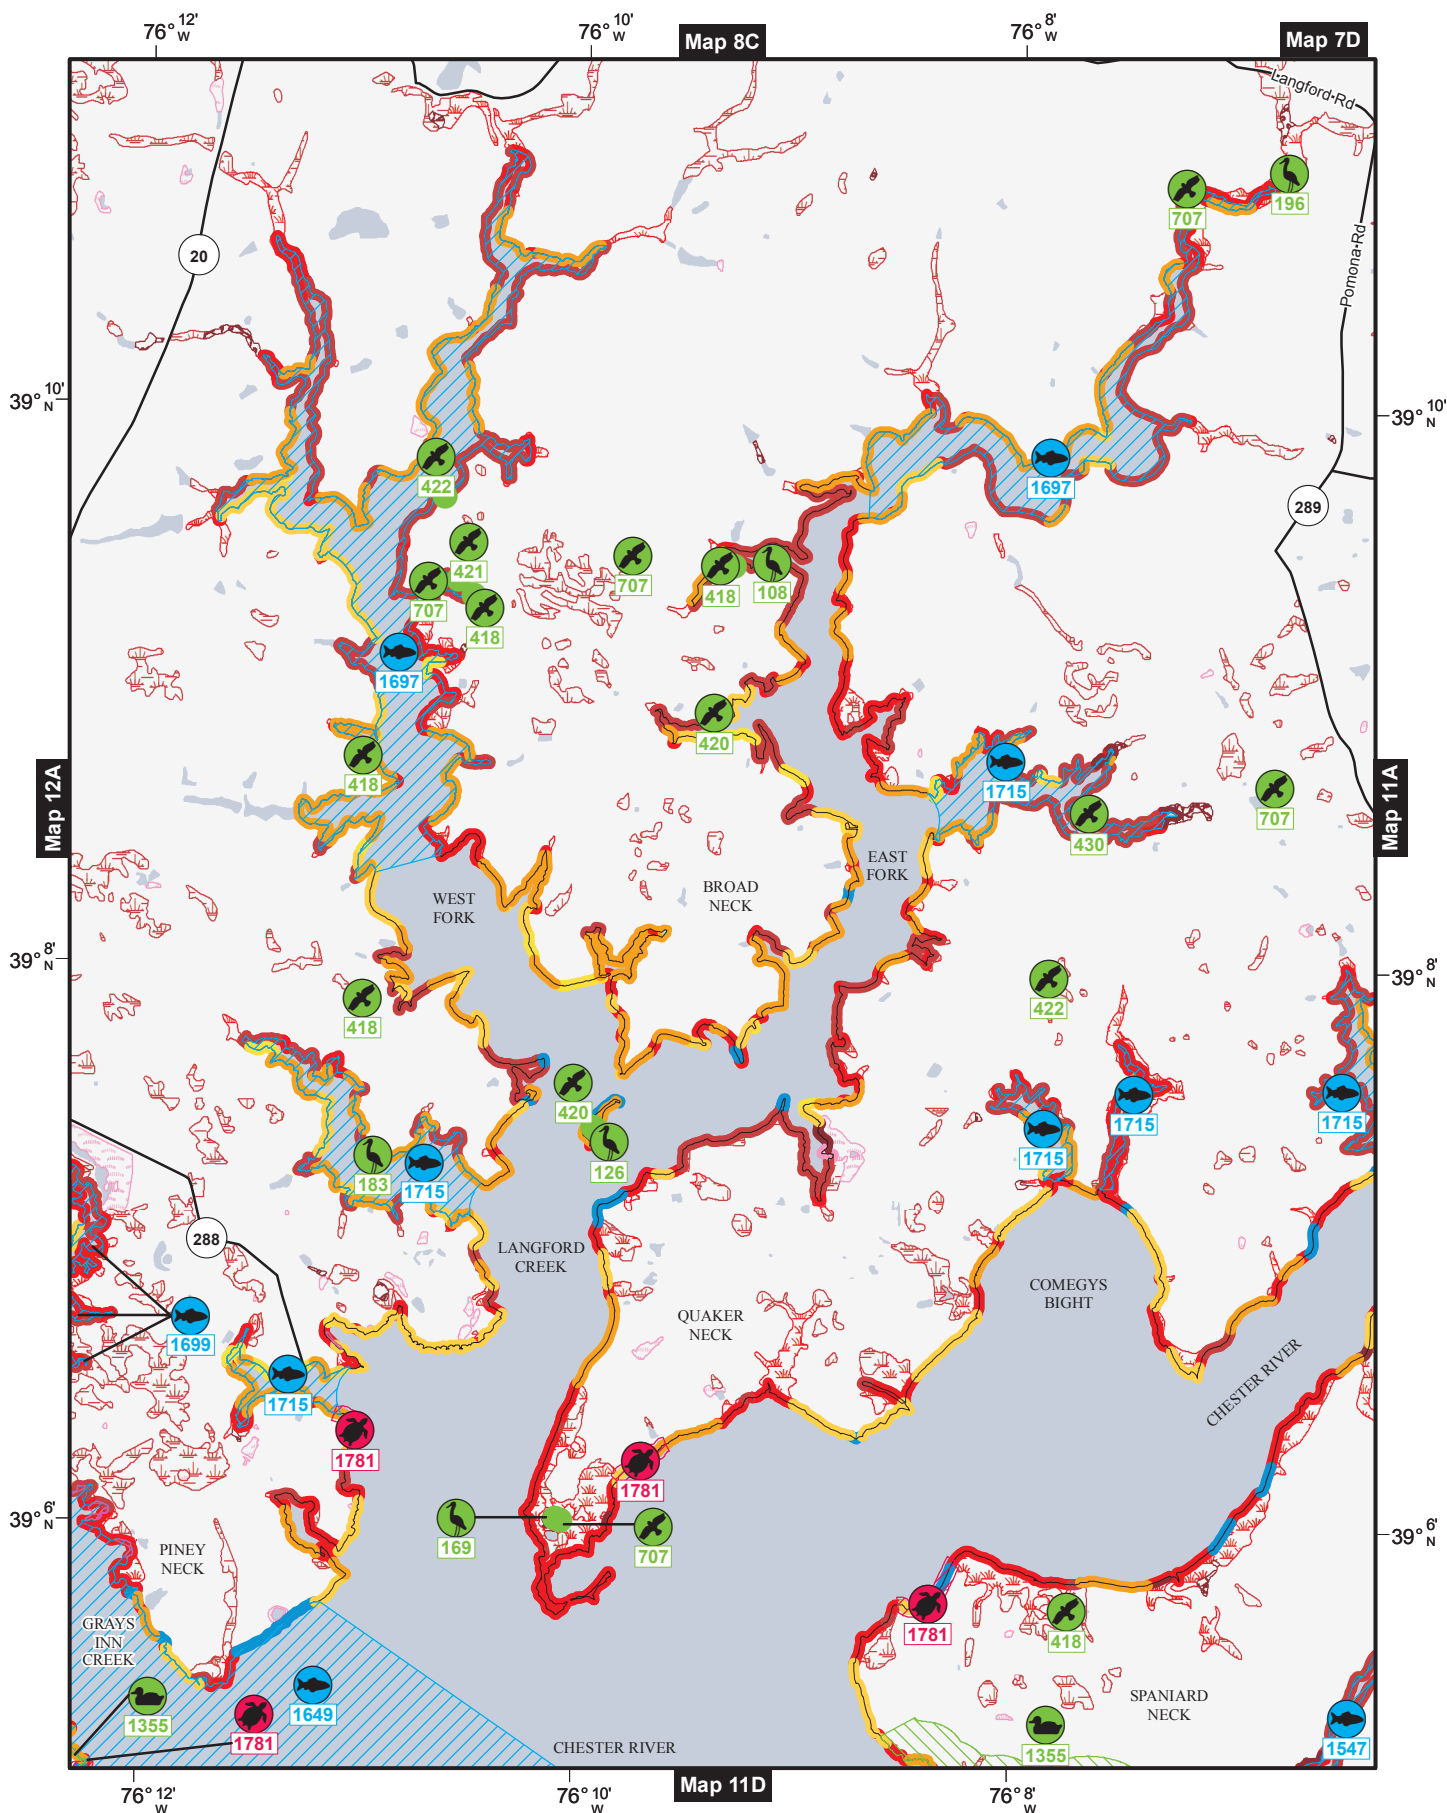 76° 12' W
76° 10' W
Map 8C
76° 8' W
Map 7D
Langford Rd
196
707
20
Pomona Rd
39° 10' N
39° 10' N
422
1697
289
421
707
707
418
108
418
1697
420
418
1715
Map 12A
Map 11A
707
430
EAST
FORK
BROAD
NECK
WEST
FORK
39° 8' N
39° 8' N
422
418
420
1715
1715
1715
126
183
1715
288
LANGFORD
CREEK
COMEGYS
BIGHT
QUAKER
NECK
1699
CHESTER RIVER
1715
1781
1781
39° 6' N
39° 6' N
169
707
PINEY
NECK
GRAYS
INN
CREEK
1781
418
1649
1355
1781
SPANIARD
NECK
1355
1547
CHESTER RIVER
76° 12' W
76° 10' W
Map 11D
76° 8' W